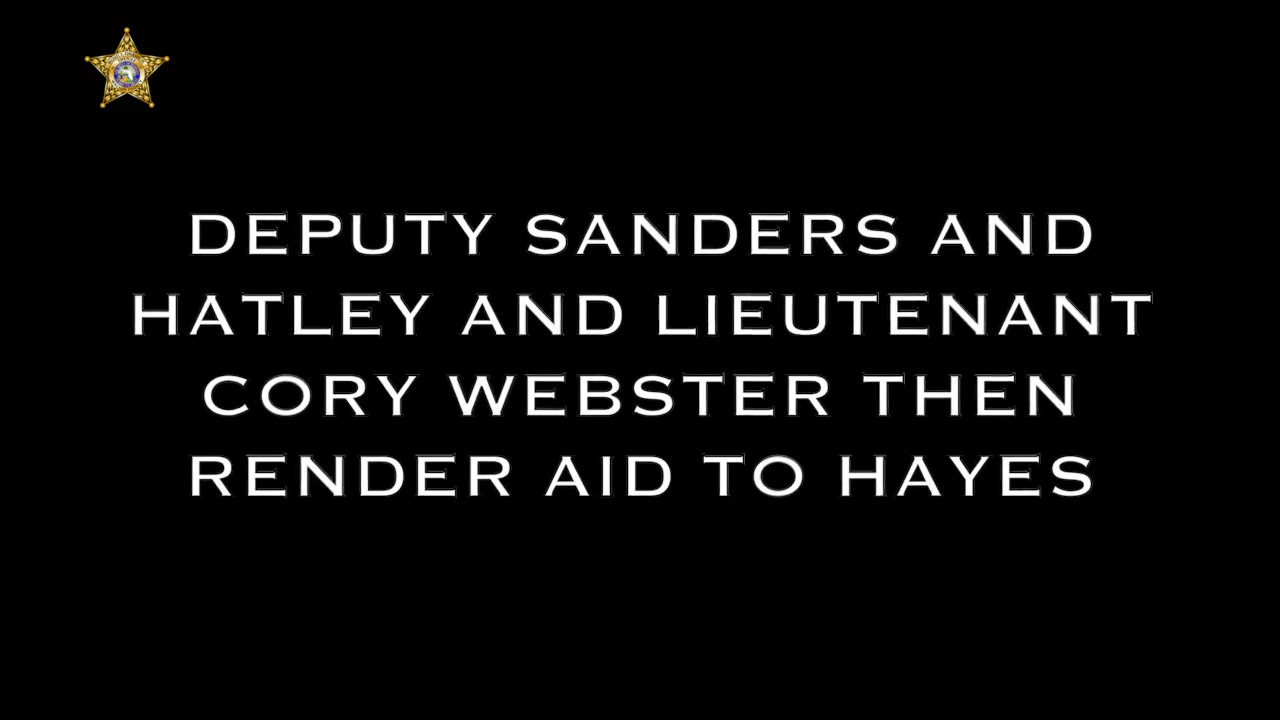 DEPUTY SANDERS AND
HATLEY AND LIEUTENANT
CORY WEBSTER THEN
RENDER AID TO HAYES